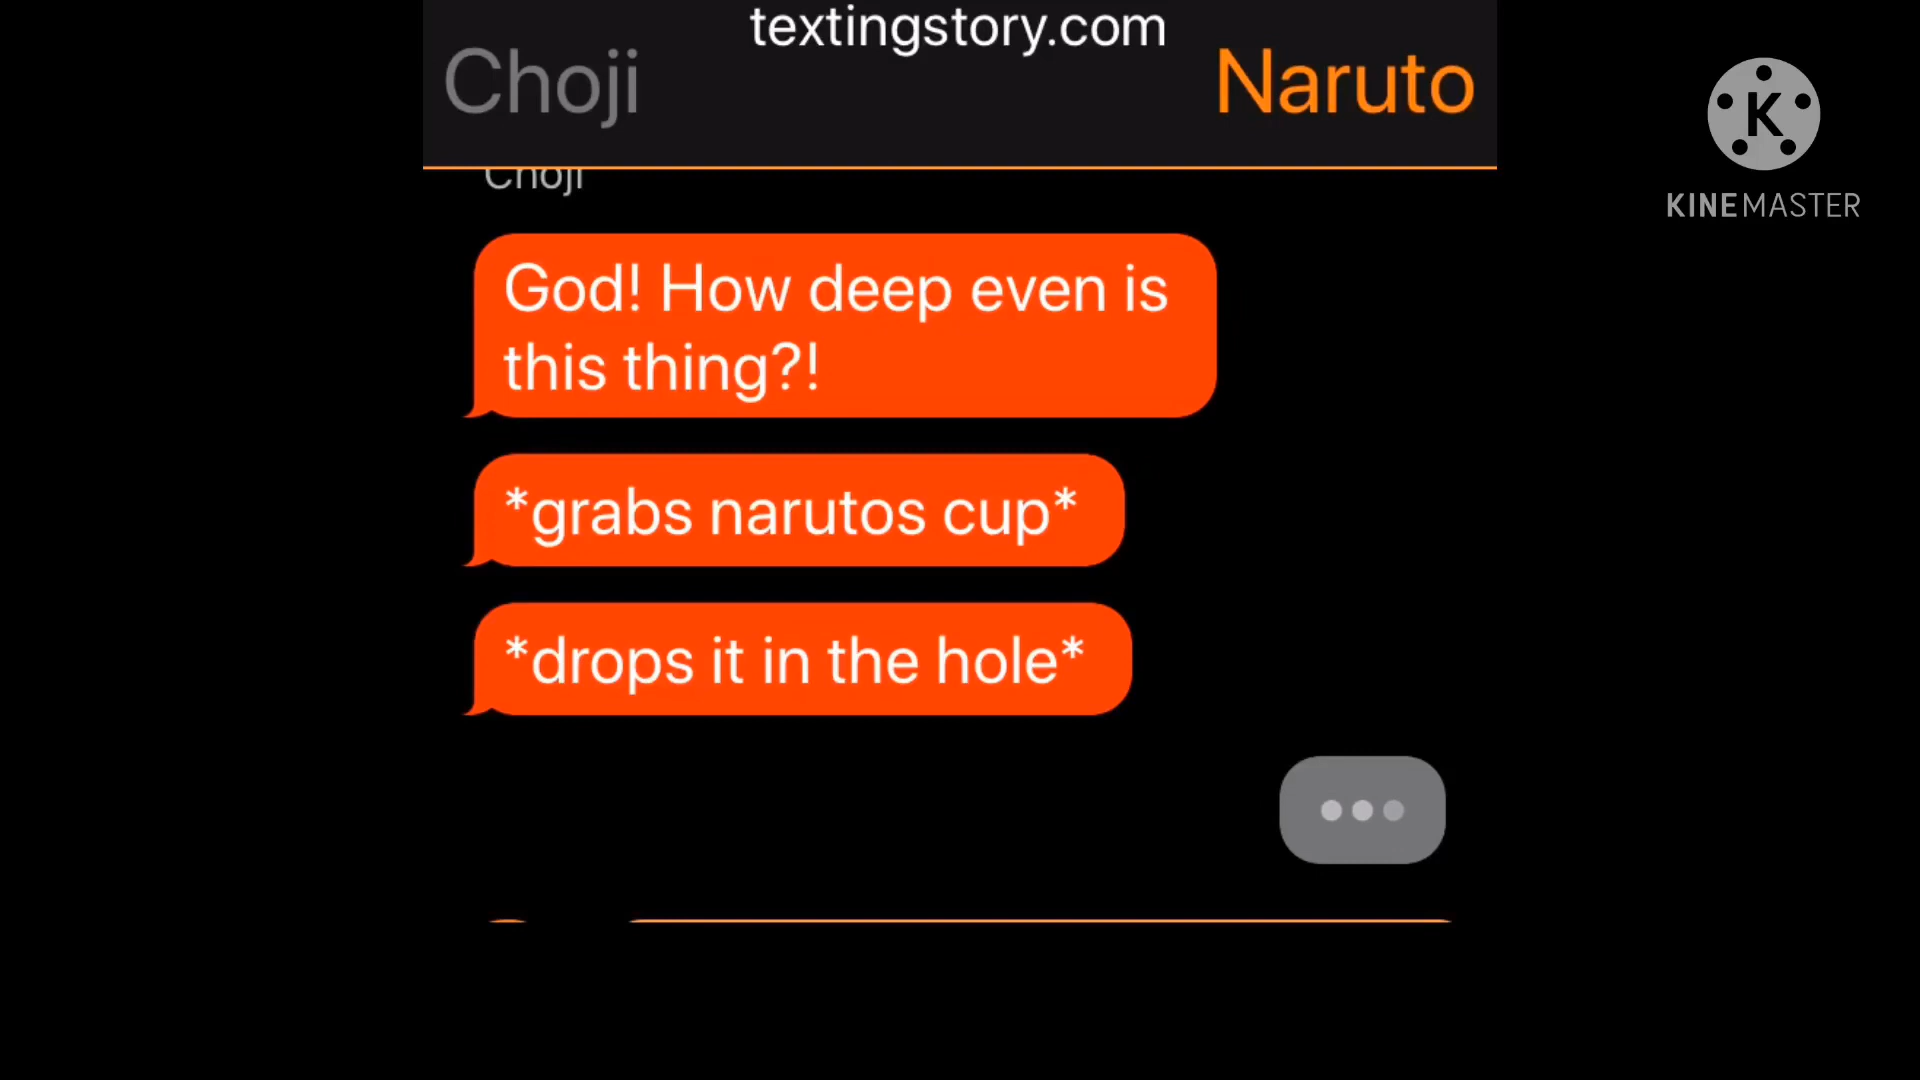 textingstory.com
Choji
Naruto
K
KINEMASTER
Choji
God! How deep even is
this thing?!
*grabs narutos cup*
*drops it in the hole*